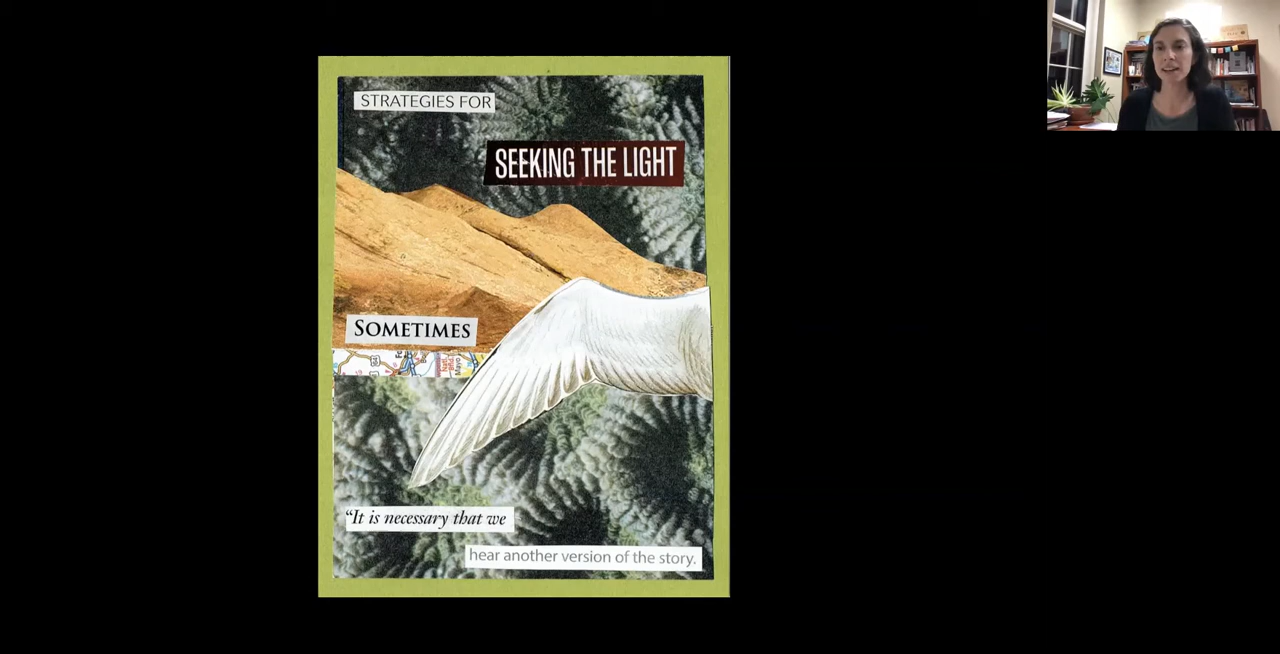 STRATEGIES FOR
SEEKING THE LIGHT
SOMETIMES
“It is necessary that we
hear another version of the story.